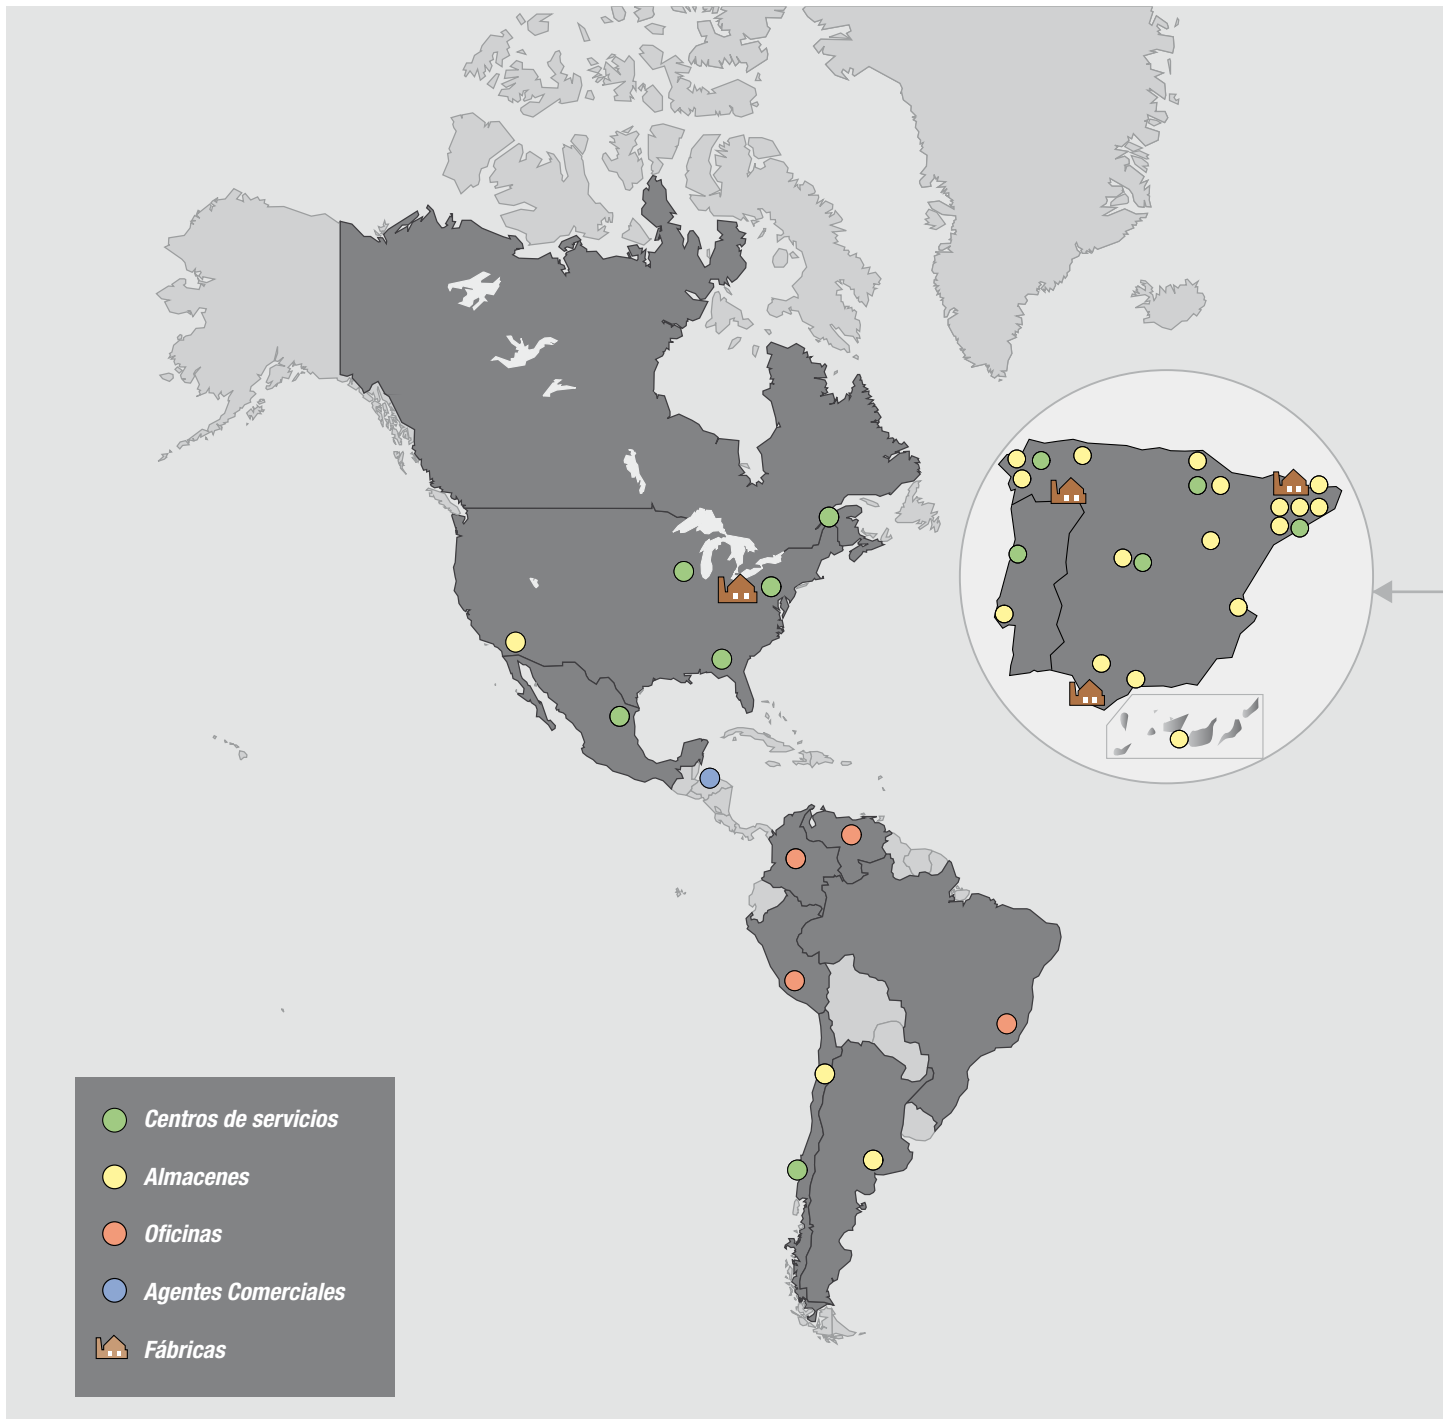 Centros de servicios
Almacenes
Oficinas
Agentes Comerciales
Fábricas